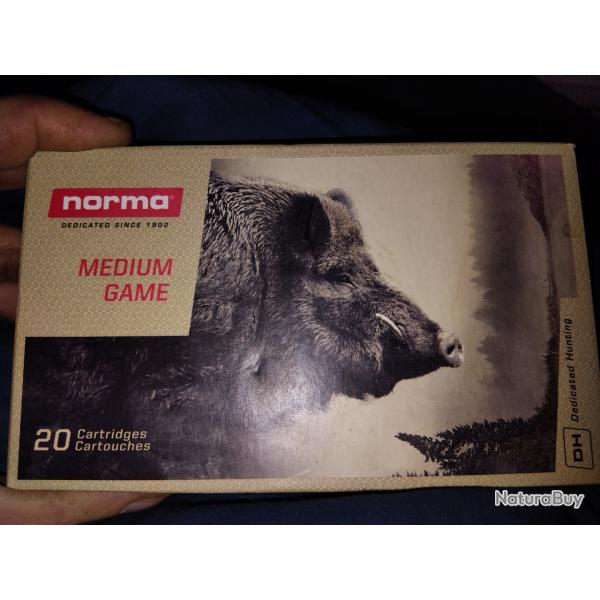 norma
DEDICATED SINCE 1902
MEDIUM
GAME
20 Cartridges
Cartouches
DH Dedicated Hunting
NaturaBuy